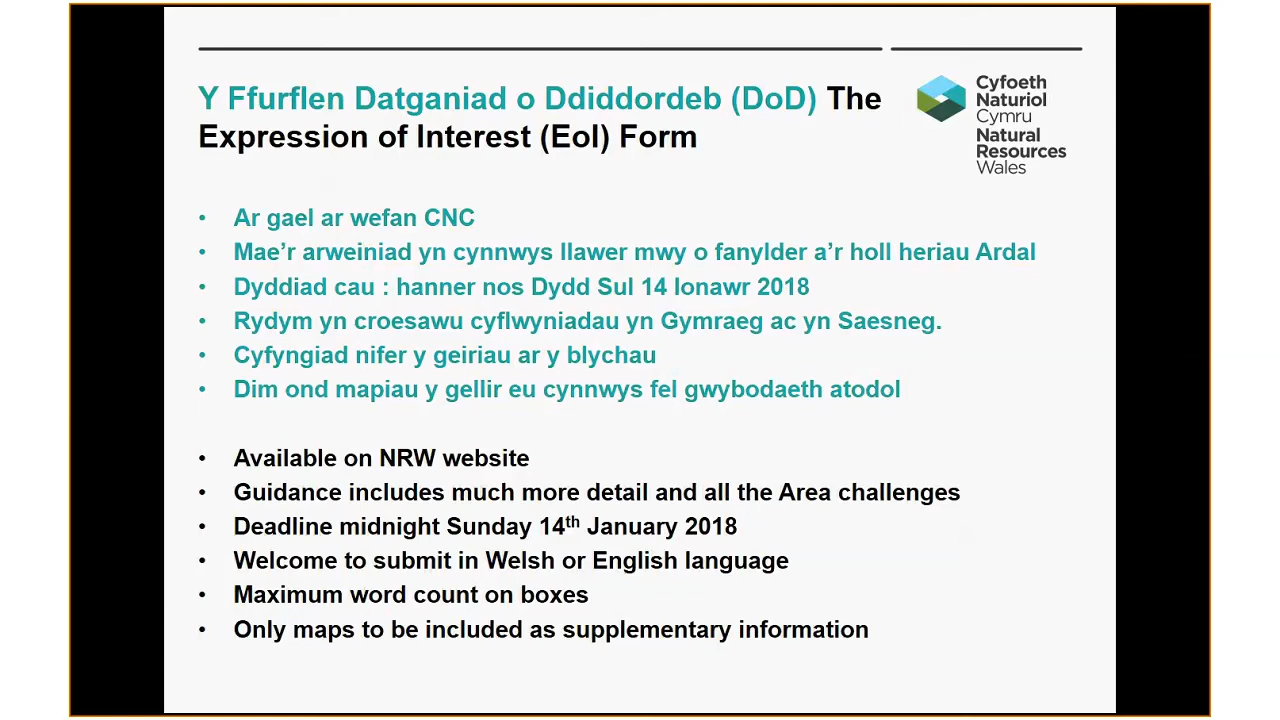 Y Ffurflen Datganiad o Ddiddordeb (DoD) The
Expression of Interest (EoI) Form
Cyfoeth
Naturiol
Cymru
Natural
Resources
Wales
• Ar gael ar wefan CNC
• Mae’r arweiniad yn cynnwys llawer mwy o fanylder a’r holl heriau Ardal
• Dyddiad cau : hanner nos Dydd Sul 14 Ionawr 2018
• Rydym yn croesawu cyflwyniadau yn Gymraeg ac yn Saesneg.
• Cyfyngiad nifer y geiriau ar y blychau
• Dim ond mapiau y gellir eu cynnwys fel gwybodaeth atodol
• Available on NRW website
• Guidance includes much more detail and all the Area challenges
• Deadline midnight Sunday 14th January 2018
• Welcome to submit in Welsh or English language
• Maximum word count on boxes
• Only maps to be included as supplementary information